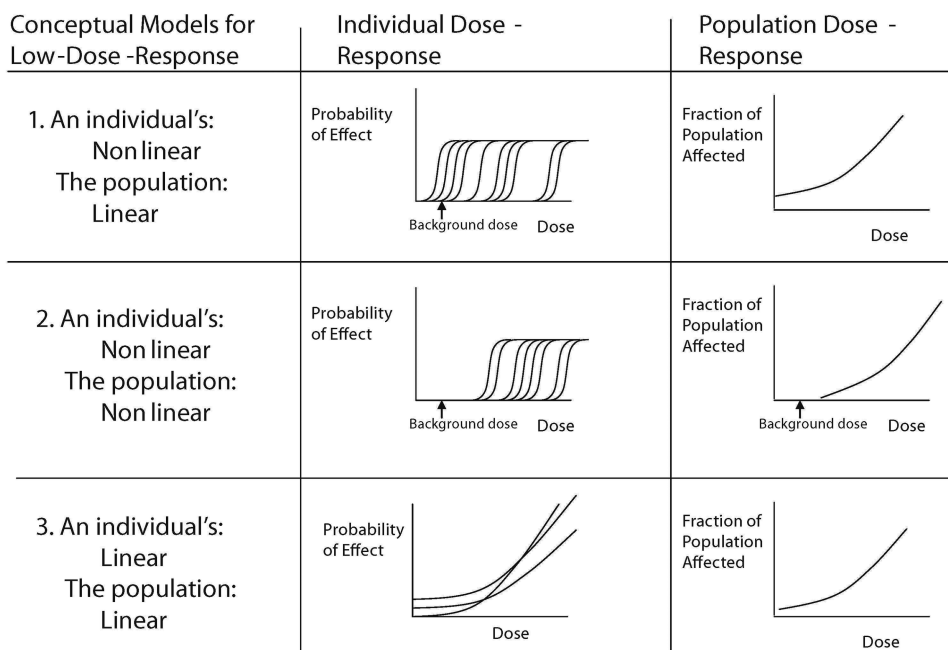 Conceptual Models for
Low-Dose -Response
Individual Dose -
Response
Population Dose -
Response
1. An individual's:
Non linear
The population:
Linear
Probability
of Effect
Background dose
Dose
Fraction of
Population
Affected
Dose
2. An individual's:
Non linear
The population:
Non linear
Probability
of Effect
Background dose
Dose
Fraction of
Population
Affected
Background dose
Dose
3. An individual's:
Linear
The population:
Linear
Probability
of Effect
Dose
Fraction of
Population
Affected
Dose